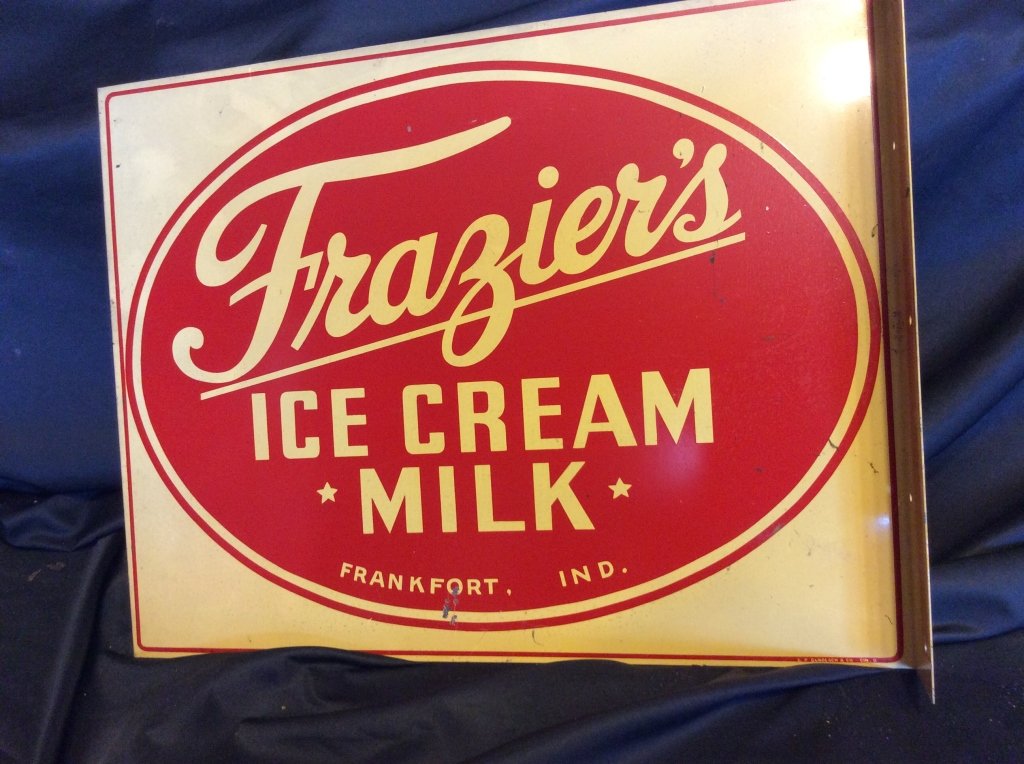 Frazier's
ICE CREAM
MILK
FRANKFORT, IND.